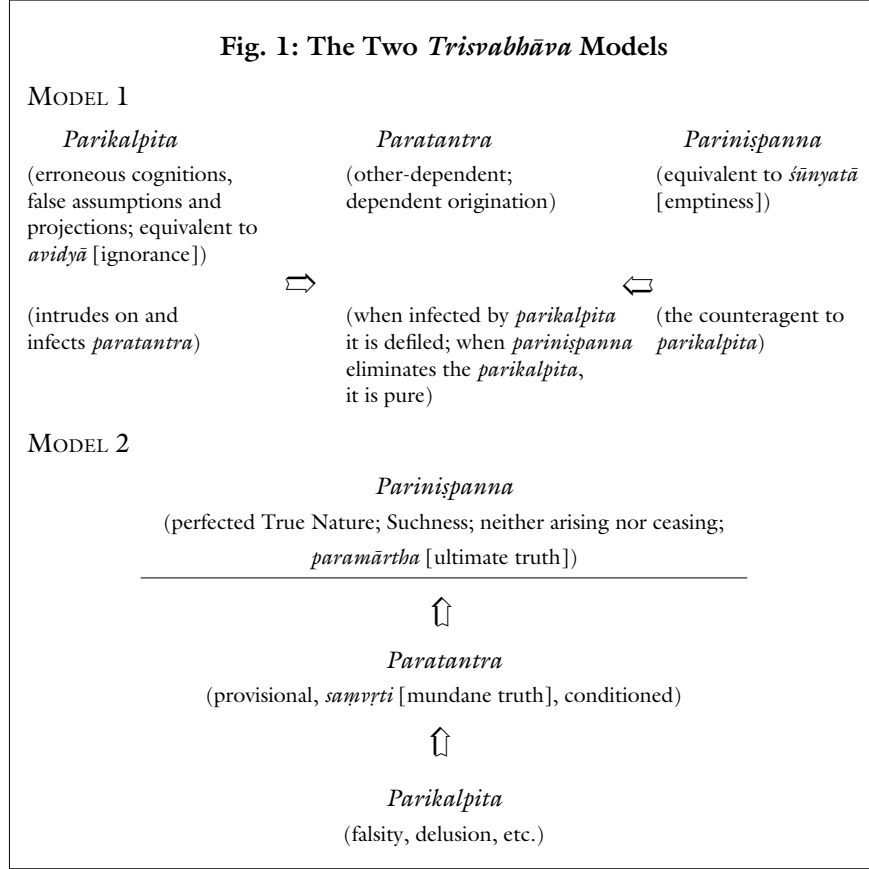 Fig. 1: The Two Trisvabhāva Models
MODEL 1
Parikalpita
(erroneous cognitions,
false assumptions and
projections; equivalent to
avidyā [ignorance])
(intrudes on and
infects paratantra)
Paratantra
(other-dependent;
dependent origination)
(when infected by parikalpita
it is defiled; when pariniṣpanna
eliminates the parikalpita,
it is pure)
Pariniṣpanna
(equivalent to śūnyatā
[emptiness])
(the counteragent to
parikalpita)
MODEL 2
Pariniṣpanna
(perfected True Nature; Suchness; neither arising nor ceasing;
paramārtha [ultimate truth])
Paratantra
(provisional, saṃvṛti [mundane truth], conditioned)
Parikalpita
(falsity, delusion, etc.)